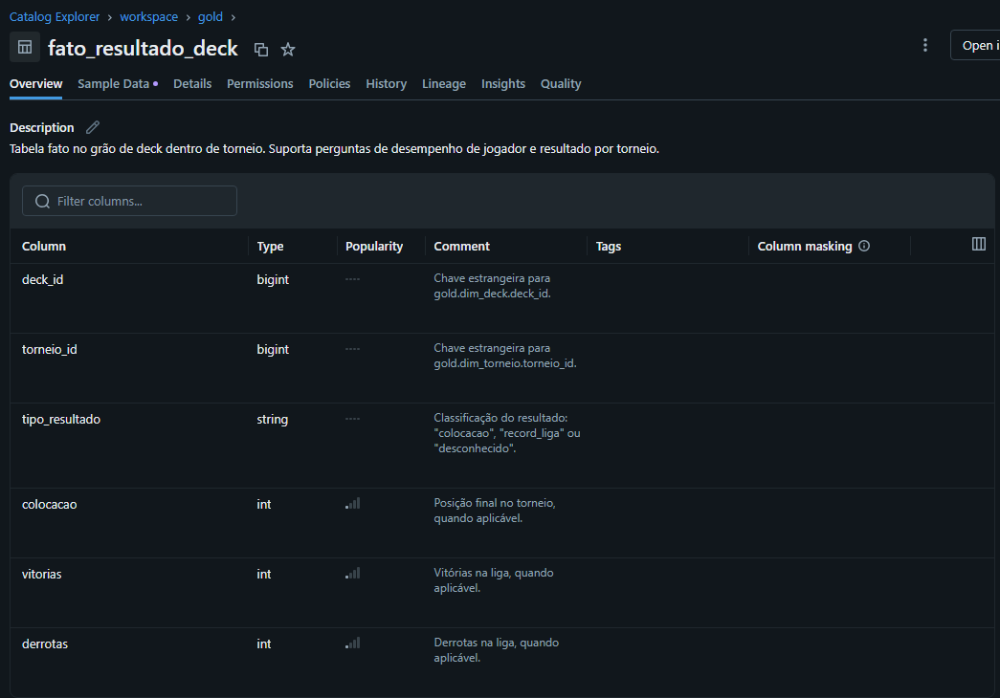 Catalog Explorer › workspace › gold ›
fato_resultado_deck
Open i
Overview Sample Data Details Permissions Policies History Lineage Insights Quality
Description
Tabela fato no grão de deck dentro de torneio. Suporta perguntas de desempenho de jogador e resultado por torneio.
Filter columns...
Column Type Popularity Comment Tags Column masking
deck_id bigint ---- Chave estrangeira para
gold.dim_deck.deck_id.
torneio_id bigint ---- Chave estrangeira para
gold.dim_torneio.torneio_id.
tipo_resultado string ---- Classificação do resultado:
"colocacao", "record_liga" ou
"desconhecido".
colocacao int Posição final no torneio,
quando aplicável.
vitorias int Vitórias na liga, quando
aplicável.
derrotas int Derrotas na liga, quando
aplicável.